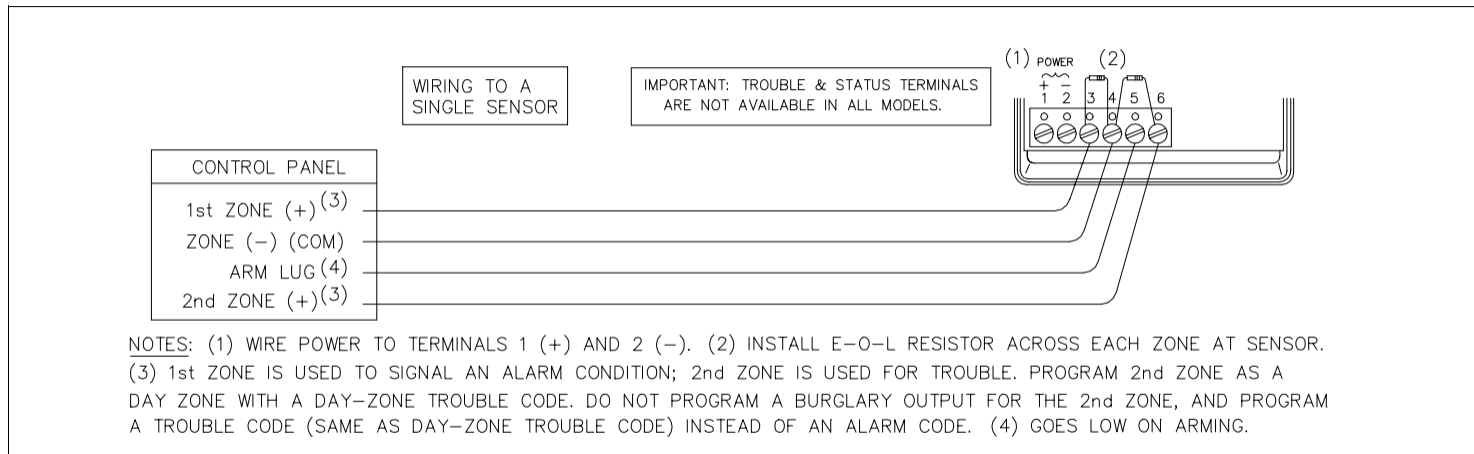 (1) POWER (2)
+ −
1 2 3 4 5 6
WIRING TO A
SINGLE SENSOR
IMPORTANT: TROUBLE & STATUS TERMINALS
ARE NOT AVAILABLE IN ALL MODELS.
CONTROL PANEL
1st ZONE (+)(3)
ZONE (−) (COM)
ARM LUG(4)
2nd ZONE (+)(3)
NOTES: (1) WIRE POWER TO TERMINALS 1 (+) AND 2 (−). (2) INSTALL E−O−L RESISTOR ACROSS EACH ZONE AT SENSOR.
(3) 1st ZONE IS USED TO SIGNAL AN ALARM CONDITION; 2nd ZONE IS USED FOR TROUBLE. PROGRAM 2nd ZONE AS A
DAY ZONE WITH A DAY−ZONE TROUBLE CODE. DO NOT PROGRAM A BURGLARY OUTPUT FOR THE 2nd ZONE, AND PROGRAM
A TROUBLE CODE (SAME AS DAY−ZONE TROUBLE CODE) INSTEAD OF AN ALARM CODE. (4) GOES LOW ON ARMING.